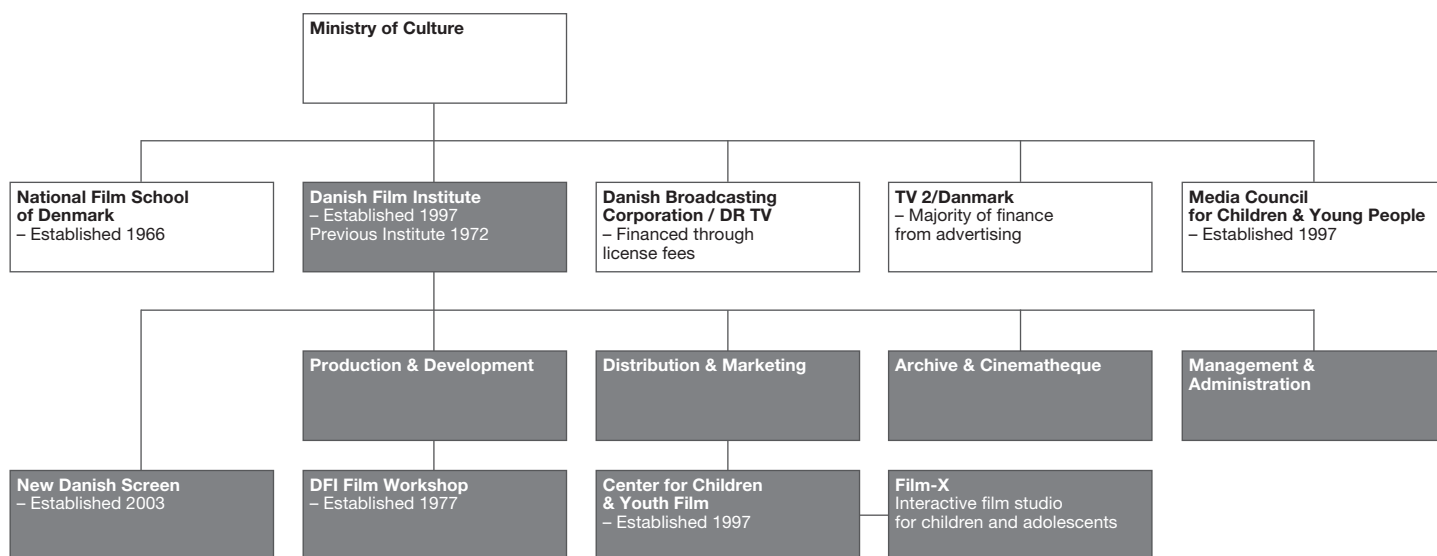 Ministry of Culture
National Film School
of Denmark
– Established 1966
Danish Film Institute
– Established 1997
Previous Institute 1972
Danish Broadcasting
Corporation / DR TV
– Financed through
license fees
TV 2/Danmark
– Majority of finance
from advertising
Media Council
for Children & Young People
– Established 1997
Production & Development
Distribution & Marketing
Archive & Cinematheque
Management &
Administration
New Danish Screen
– Established 2003
DFI Film Workshop
– Established 1977
Center for Children
& Youth Film
– Established 1997
Film-X
Interactive film studio
for children and adolescents